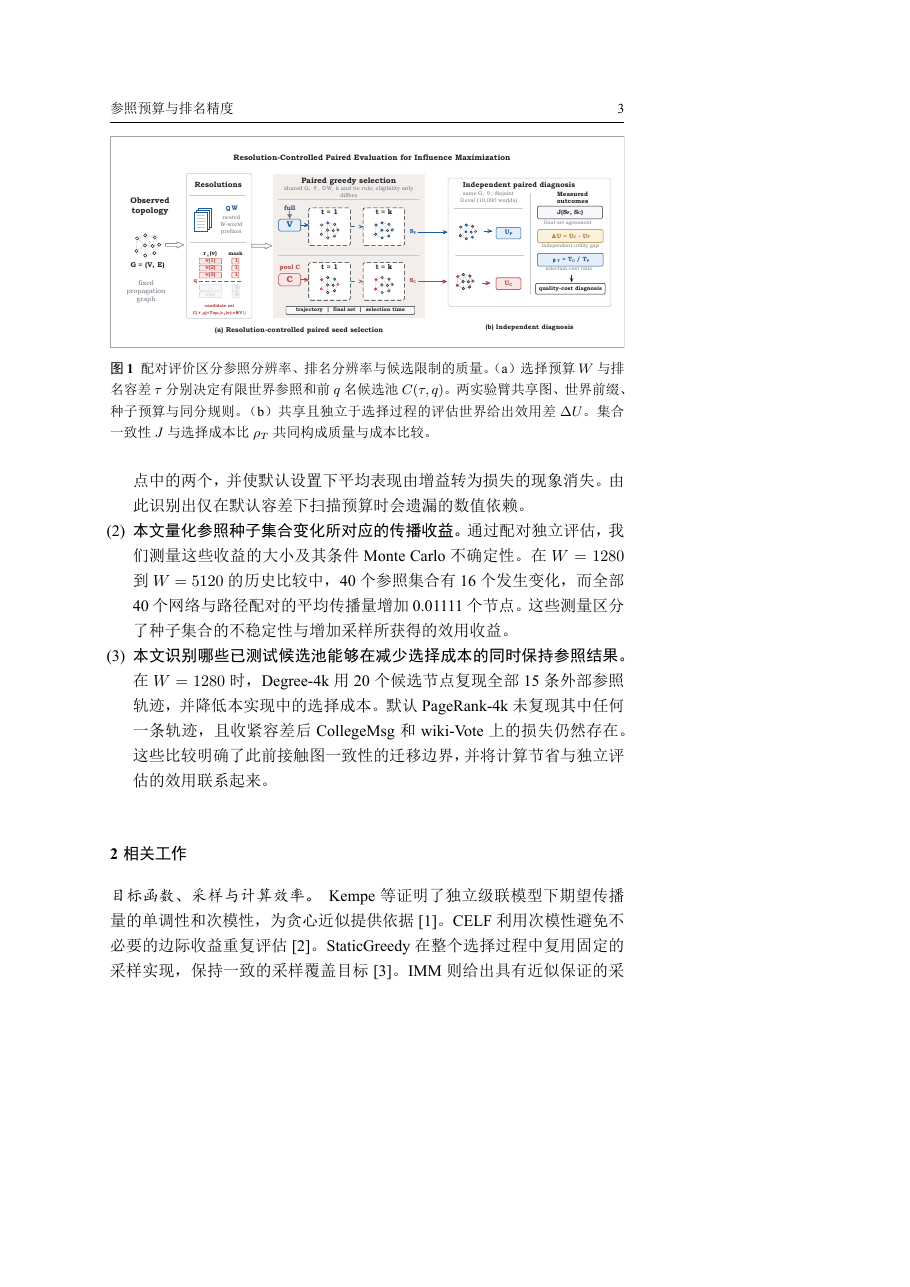 参照预算与排名精度 3
Resolution-Controlled Paired Evaluation for Influence Maximization
Observed
topology
G = (V, E)
fixed
propagation
graph
Resolutions
Ω W
nested
W-world
prefixes
mask
v(1) 1
v(2) 1
v(3) 1
q
candidate set
Paired greedy selection
differs
full
V
t = 1
t = k
pool C
C
t = 1
t = k
trajectory | final set | selection time
(a) Resolution-controlled paired seed selection
Independent paired diagnosis
Oeval (10,000 worlds)
Measured
outcomes
J(SF, SC)
final-set agreement
ΔU = UC - UF
independent utility gap
ρT = TC / TF
selection-cost ratio
quality-cost diagnosis
SF
UF
SC
UC
(b) Independent diagnosis
图 1 配对评价区分参照分辨率、排名分辨率与候选限制的质量。（a）选择预算 W 与排
名容差 τ 分别决定有限世界参照和前 q 名候选池 C(τ, q)。两实验臂共享图、世界前缀、
种子预算与同分规则。（b）共享且独立于选择过程的评估世界给出效用差 ΔU。集合
一致性 J 与选择成本比 ρT 共同构成质量与成本比较。
点中的两个，并使默认设置下平均表现由增益转为损失的现象消失。由
此识别出仅在默认容差下扫描预算时会遗漏的数值依赖。
(2) 本文量化参照种子集合变化所对应的传播收益。通过配对独立评估，我
们测量这些收益的大小及其条件 Monte Carlo 不确定性。在 W = 1280
到 W = 5120 的历史比较中，40 个参照集合有 16 个发生变化，而全部
40 个网络与路径配对的平均传播量增加 0.01111 个节点。这些测量区分
了种子集合的不稳定性与增加采样所获得的效用收益。
(3) 本文识别哪些已测试候选池能够在减少选择成本的同时保持参照结果。
在 W = 1280 时，Degree-4k 用 20 个候选节点复现全部 15 条外部参照
轨迹，并降低本实现中的选择成本。默认 PageRank-4k 未复现其中任何
一条轨迹，且收紧容差后 CollegeMsg 和 wiki-Vote 上的损失仍然存在。
这些比较明确了此前接触图一致性的迁移边界，并将计算节省与独立评
估的效用联系起来。
2 相关工作
目标函数、采样与计算效率。 Kempe 等证明了独立级联模型下期望传播
量的单调性和次模性，为贪心近似提供依据 [1]。CELF 利用次模性避免不
必要的边际收益重复评估 [2]。StaticGreedy 在整个选择过程中复用固定的
采样实现，保持一致的采样覆盖目标 [3]。IMM 则给出具有近似保证的采